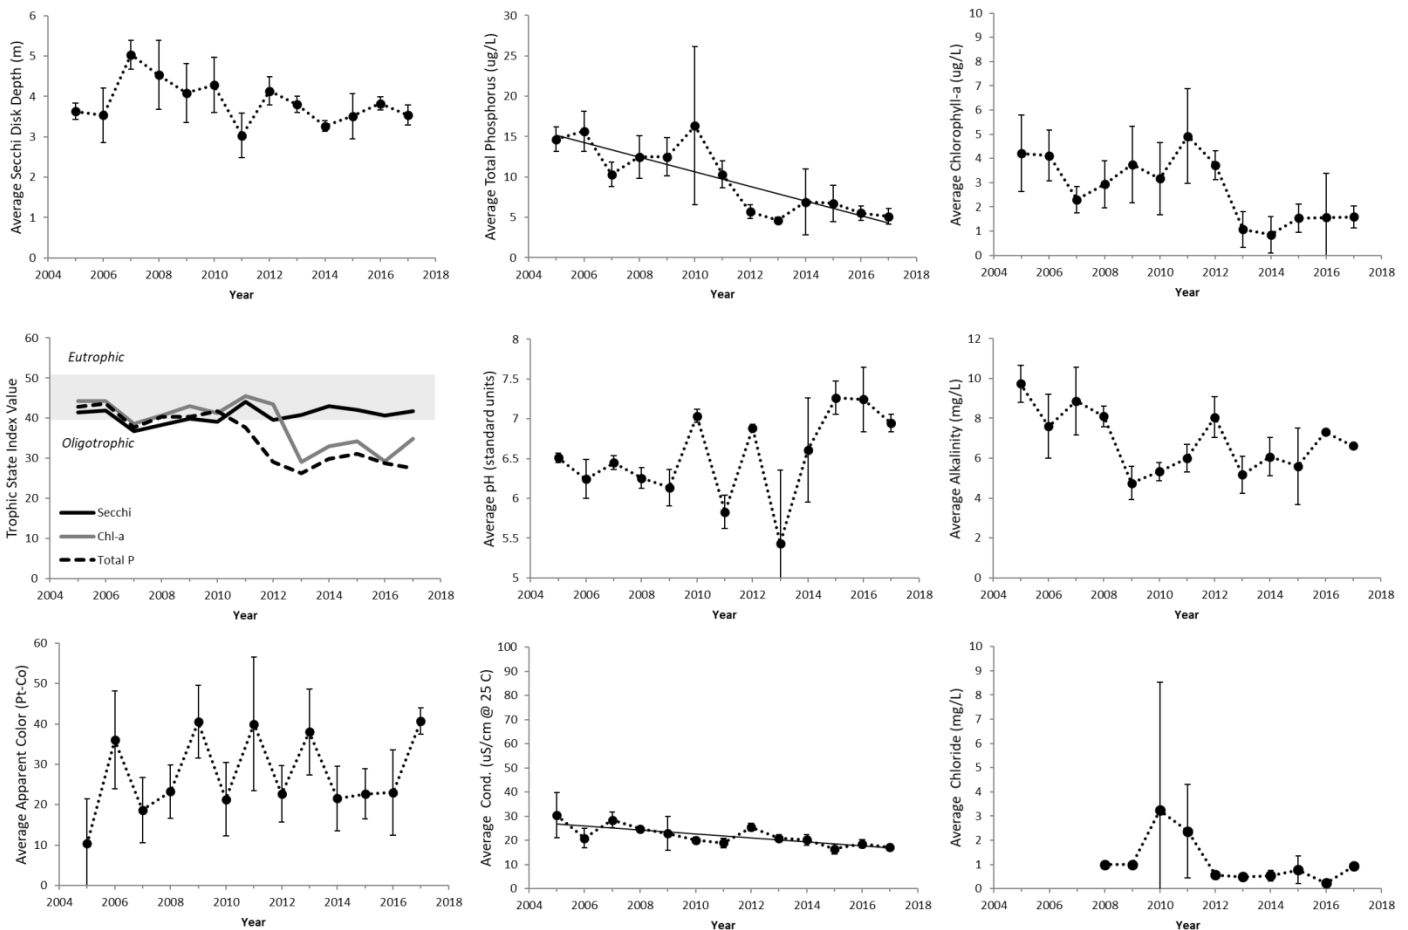 Average Secchi Disk Depth (m)
6
5
4
3
2
1
0
2004 2006 2008 2010 2012 2014 2016 2018
Year
Average Total Phosphorus (ug/L)
30
25
20
15
10
5
0
2004 2006 2008 2010 2012 2014 2016 2018
Year
Average Chlorophyll-a (ug/L)
10
9
8
7
6
5
4
3
2
1
0
2004 2006 2008 2010 2012 2014 2016 2018
Year
Trophic State Index Value
60
50
40
30
20
10
0
Eutrophic
Oligotrophic
Secchi
Chl-a
Total P
2004 2006 2008 2010 2012 2014 2016 2018
Year
Average pH (standard units)
8
7.5
7
6.5
6
5.5
5
2004 2006 2008 2010 2012 2014 2016 2018
Year
Average Alkalinity (mg/L)
12
10
8
6
4
2
0
2004 2006 2008 2010 2012 2014 2016 2018
Year
Average Apparent Color (Pt-Co)
60
50
40
30
20
10
0
2004 2006 2008 2010 2012 2014 2016 2018
Year
Average Cond. (uS/cm @ 25 C)
100
90
80
70
60
50
40
30
20
10
0
2004 2006 2008 2010 2012 2014 2016 2018
Year
Average Chloride (mg/L)
10
9
8
7
6
5
4
3
2
1
0
2004 2006 2008 2010 2012 2014 2016 2018
Year